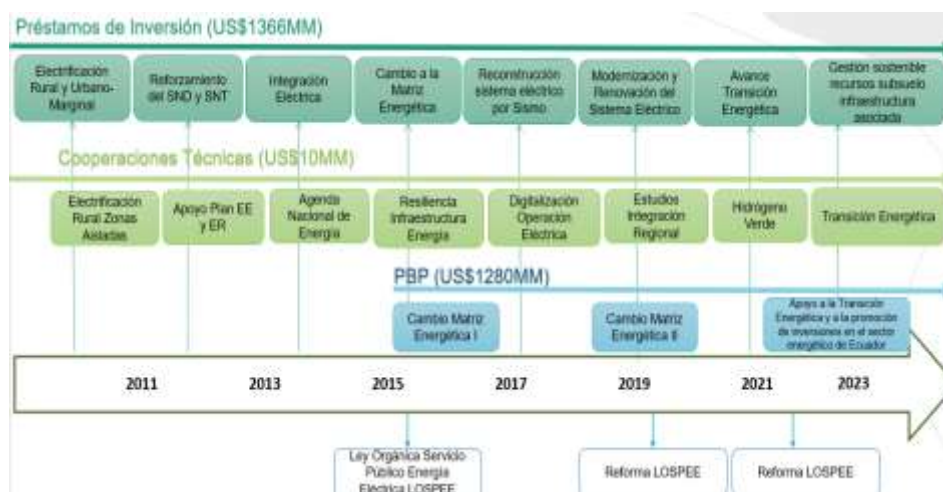 Préstamos de Inversión (US$1366MM)
Electrificación
Rural y Urbano-
Marginal
Reforzamiento
del SND y SNT
Integración
Eléctrica
Cambio a la
Matriz
Energética
Reconstrucción
sistema eléctrico
por Sismo
Modernización y
Renovación del
Sistema Eléctrico
Avance
Transición
Energética
Gestión sostenible
recursos subsuelo
infraestructura
asociada
Cooperaciones Técnicas (US$10MM)
Electrificación
Rural Zonas
Aisladas
Apoyo Plan EE
y ER
Agenda
Nacional de
Energía
Resiliencia
Infraestructura
Energía
Digitalización
Operación
Eléctrica
Estudios
Integración
Regional
Hidrógeno
Verde
Transición Energética
PBP (US$1280MM)
Cambio Matriz
Energética I
Cambio Matriz
Energética II
Apoyo a la Transición
Energética y a la promoción
de inversiones en el sector
energético de Ecuador
2011
2013
2015
2017
2019
2021
2023
Ley Orgánica Servicio
Público Energía
Eléctrica LOSPEE
Reforma LOSPEE
Reforma LOSPEE